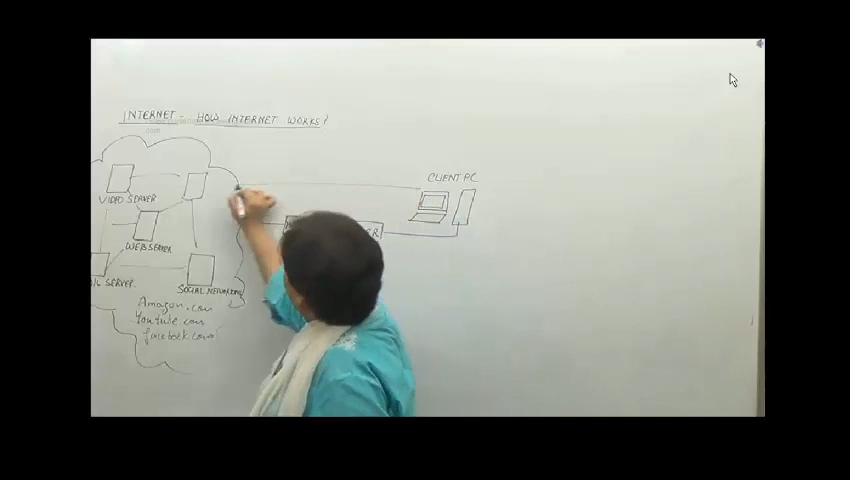 INTERNET - HOW INTERNET WORKS?
.com
CLIENT PC
VIDEO SERVER
WEB SERVER
IL SERVER.
SOCIAL NETWORKING
Amazon.com
Youtube.com
facebook.com